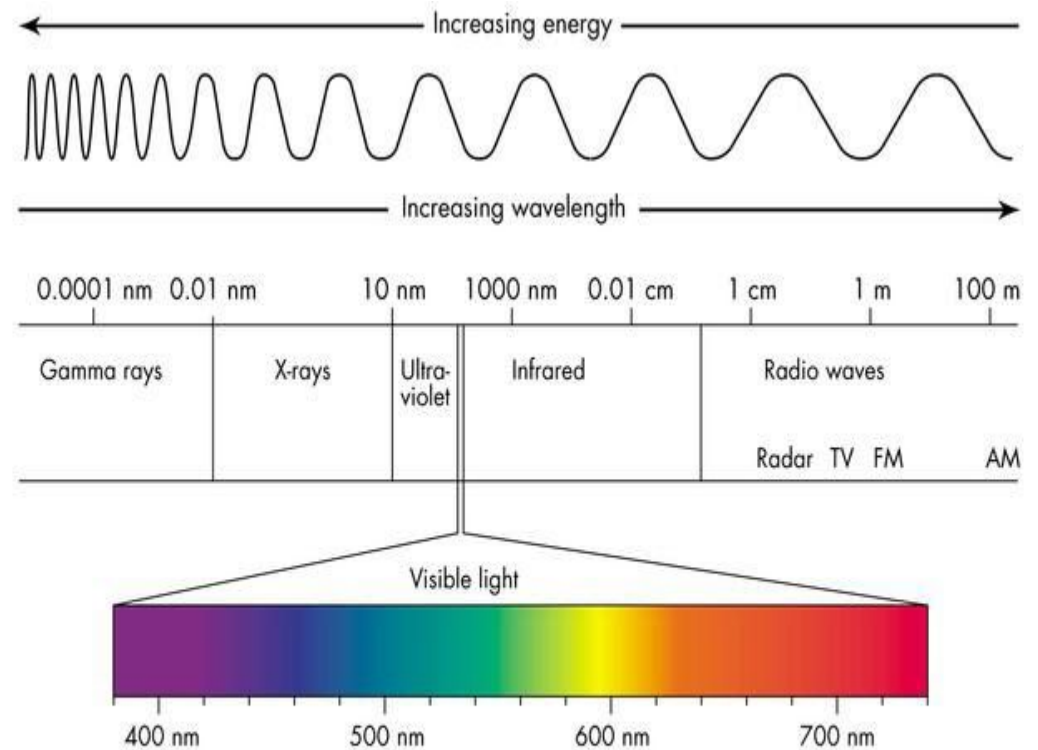 Increasing energy
Increasing wavelength
0.0001 nm 0.01 nm 10 nm 1000 nm 0.01 cm 1 cm 1 m 100 m
Gamma rays X-rays Ultra- Infrared Radio waves
violet
Radar TV FM AM
Visible light
400 nm 500 nm 600 nm 700 nm